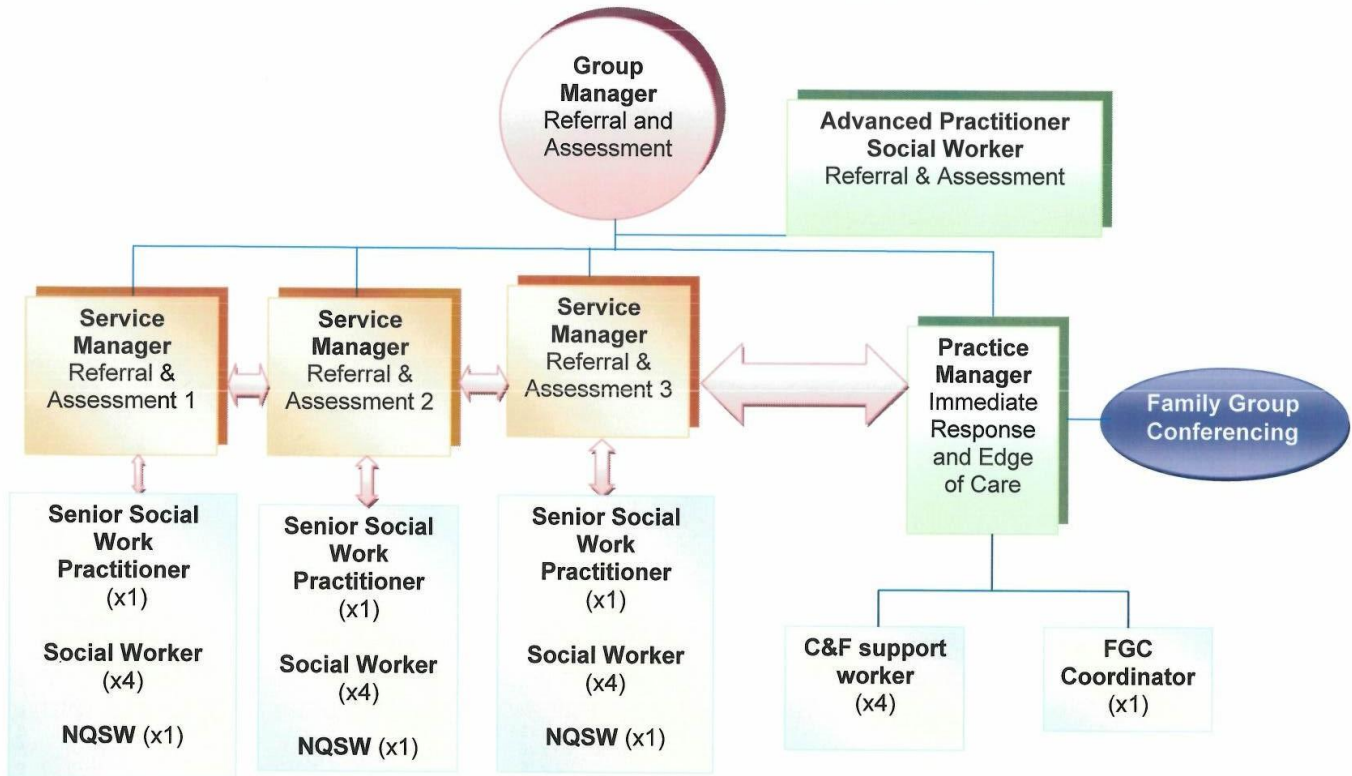 Group
Manager
Referral and
Assessment
Advanced Practitioner
Social Worker
Referral & Assessment
Service
Manager
Referral &
Assessment 1
Service
Manager
Referral &
Assessment 2
Service
Manager
Referral &
Assessment 3
Practice
Manager
Immediate
Response
and Edge
of Care
Family Group
Conferencing
Senior Social
Work
Practitioner
(x1)
Social Worker
(x4)
NQSW (x1)
Senior Social
Work
Practitioner
(x1)
Social Worker
(x4)
NQSW (x1)
Senior Social
Work
Practitioner
(x1)
Social Worker
(x4)
NQSW (x1)
C&F support
worker
(x4)
FGC
Coordinator
(x1)